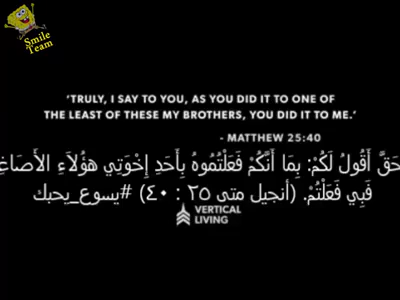 Smile
Team
'TRULY, I SAY TO YOU, AS YOU DID IT TO ONE OF
THE LEAST OF THESE MY BROTHERS, YOU DID IT TO ME.'
- MATTHEW 25:40
حَقَّ أَقُولُ لَكُمْ: بِمَا أَنَّكُمْ فَعَلْتُمُوهُ بِأَحَدِ إِخْوَتِي هؤُلاَءِ الأَصَاغِ
فَبِي فَعَلْتُمْ. (أنجيل متى ٢٥ : ٤٠) #يسوع_يحبك
VERTICAL
LIVING